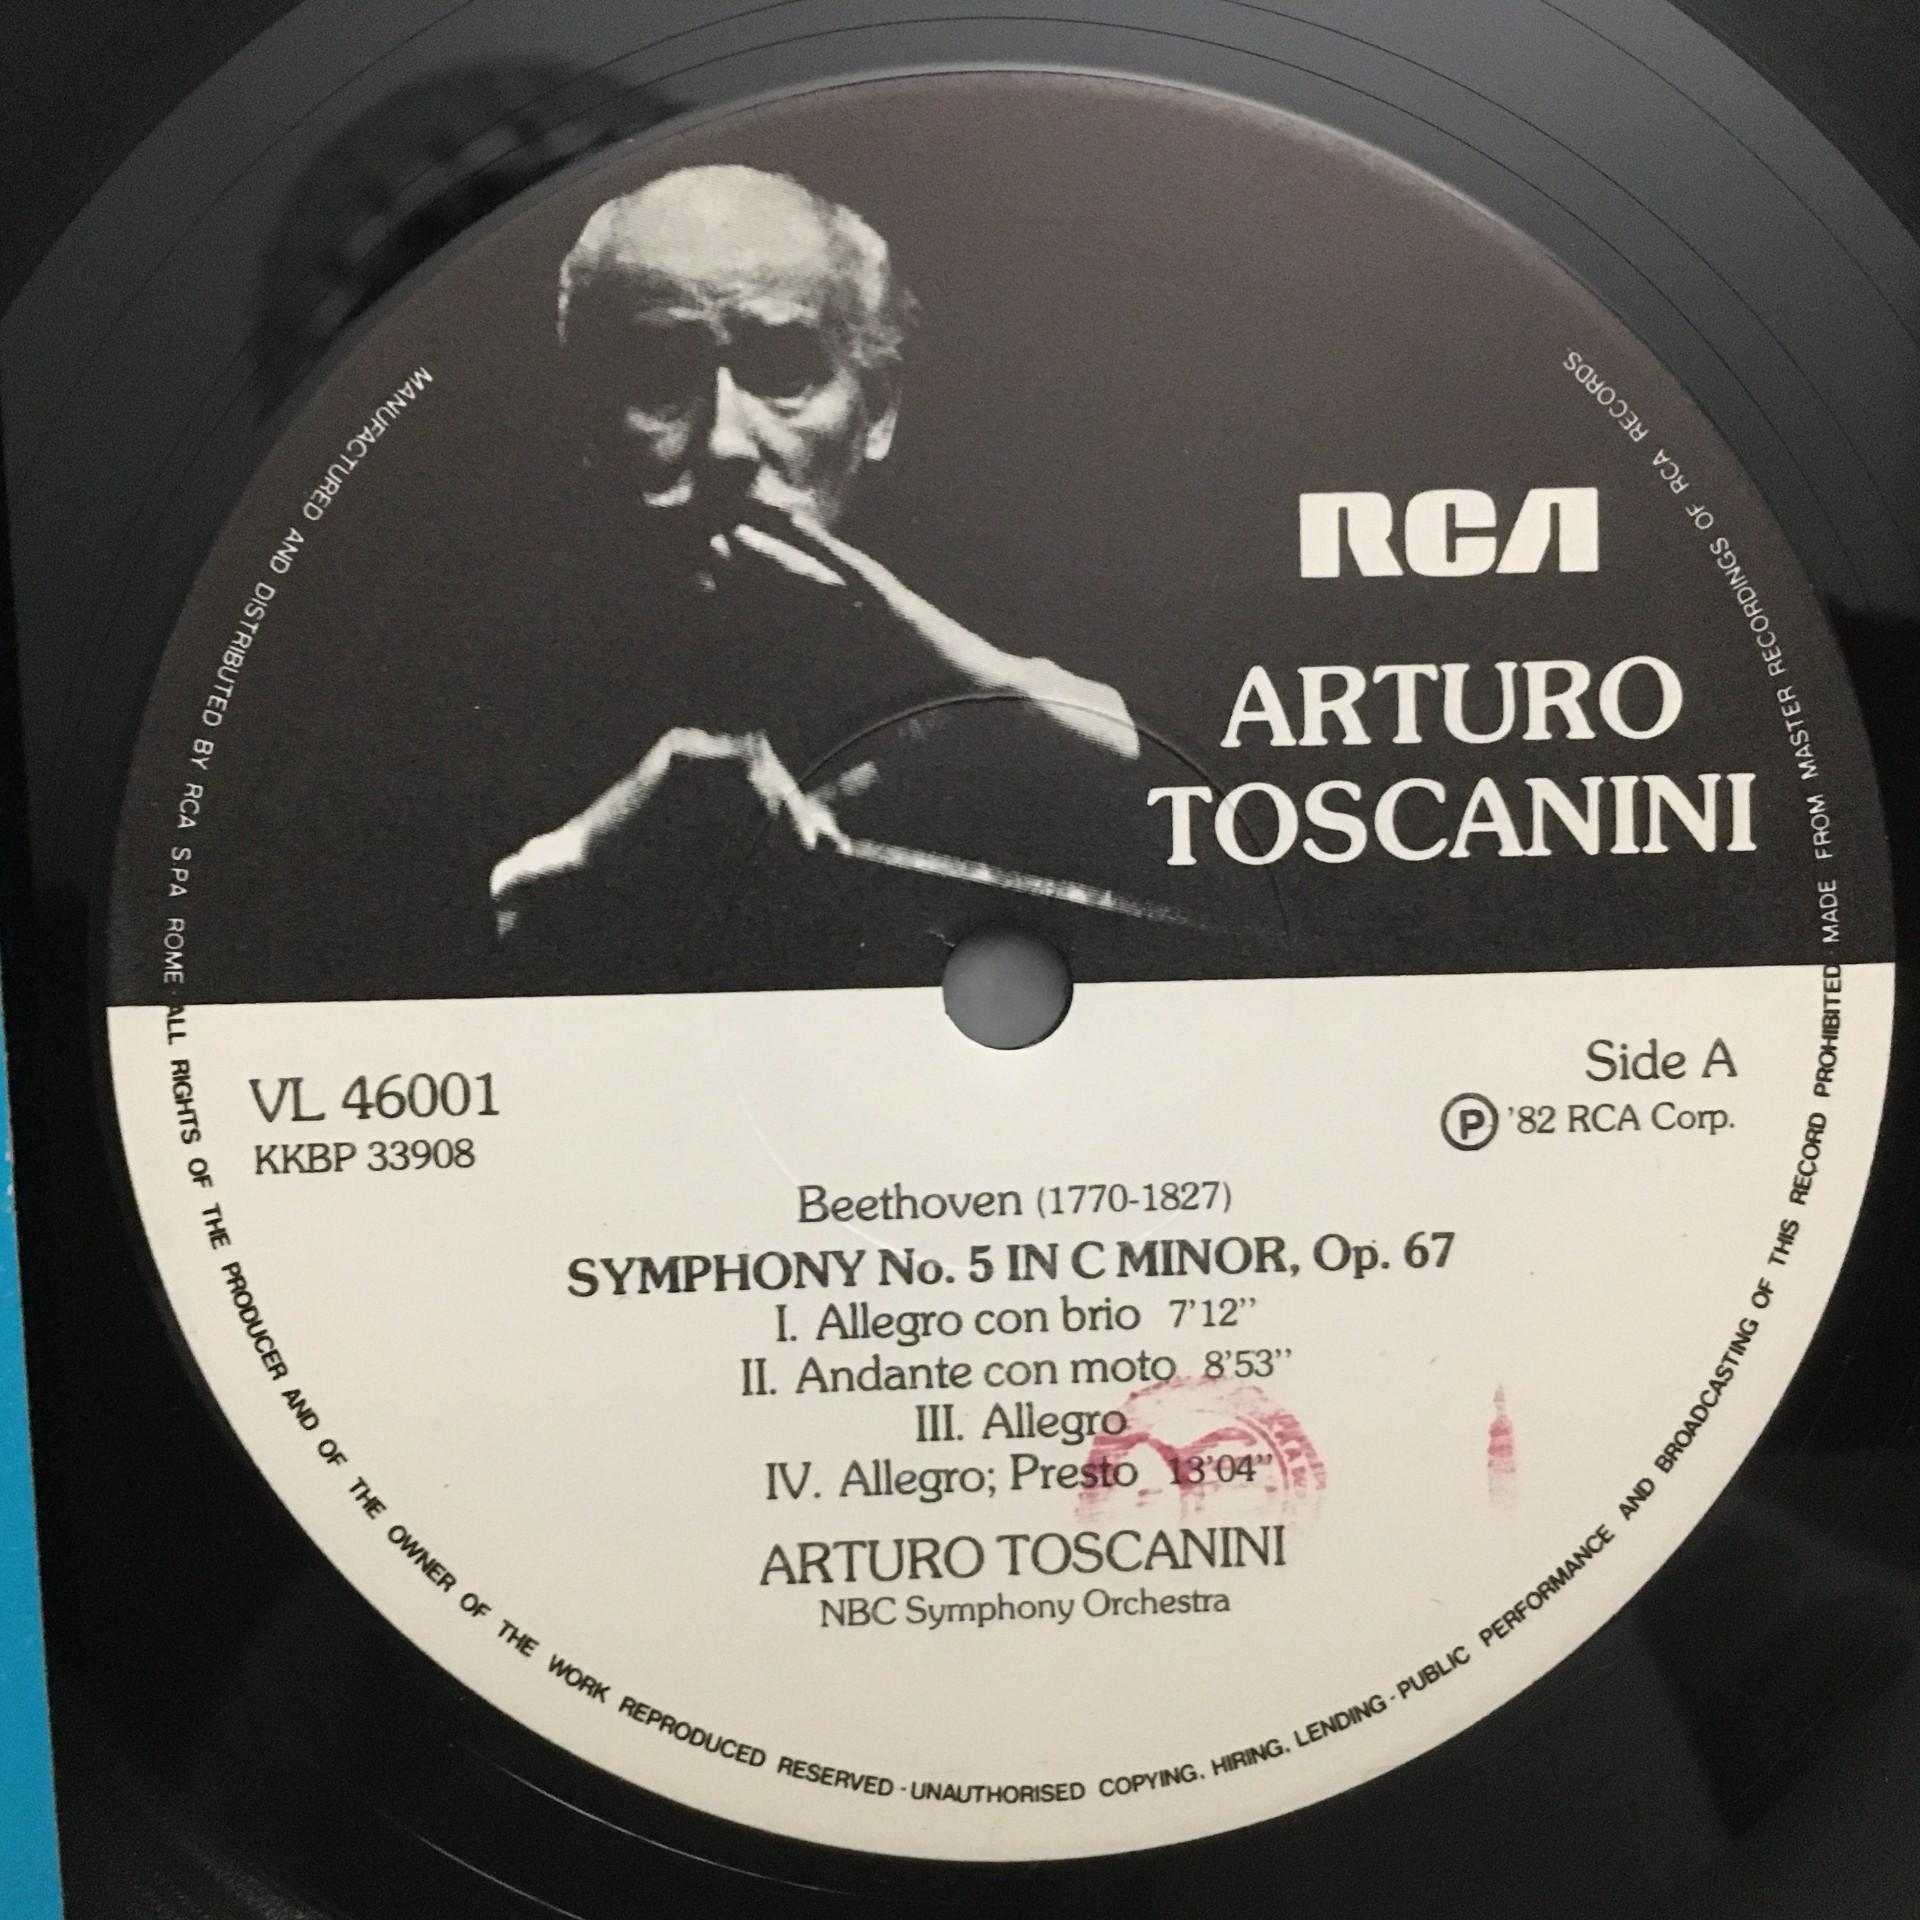 RCA
ARTURO
TOSCANINI
VL 46001
KKBP 33908
Side A
Ⓟ '82 RCA Corp.
Beethoven (1770-1827)
SYMPHONY No. 5 IN C MINOR, Op. 67
I. Allegro con brio 7'12"
II. Andante con moto 8'53"
III. Allegro
IV. Allegro; Presto 13'04"
ARTURO TOSCANINI
NBC Symphony Orchestra
MANUFACTURED AND DISTRIBUTED BY RCA S.P.A ROME · ALL RIGHTS OF THE PRODUCER AND OF THE OWNER OF THE WORK REPRODUCED RESERVED - UNAUTHORISED COPYING, HIRING, LENDING - PUBLIC PERFORMANCE AND BROADCASTING OF THIS RECORD PROHIBITED · MADE FROM MASTER RECORDINGS OF RCA RECORDS.